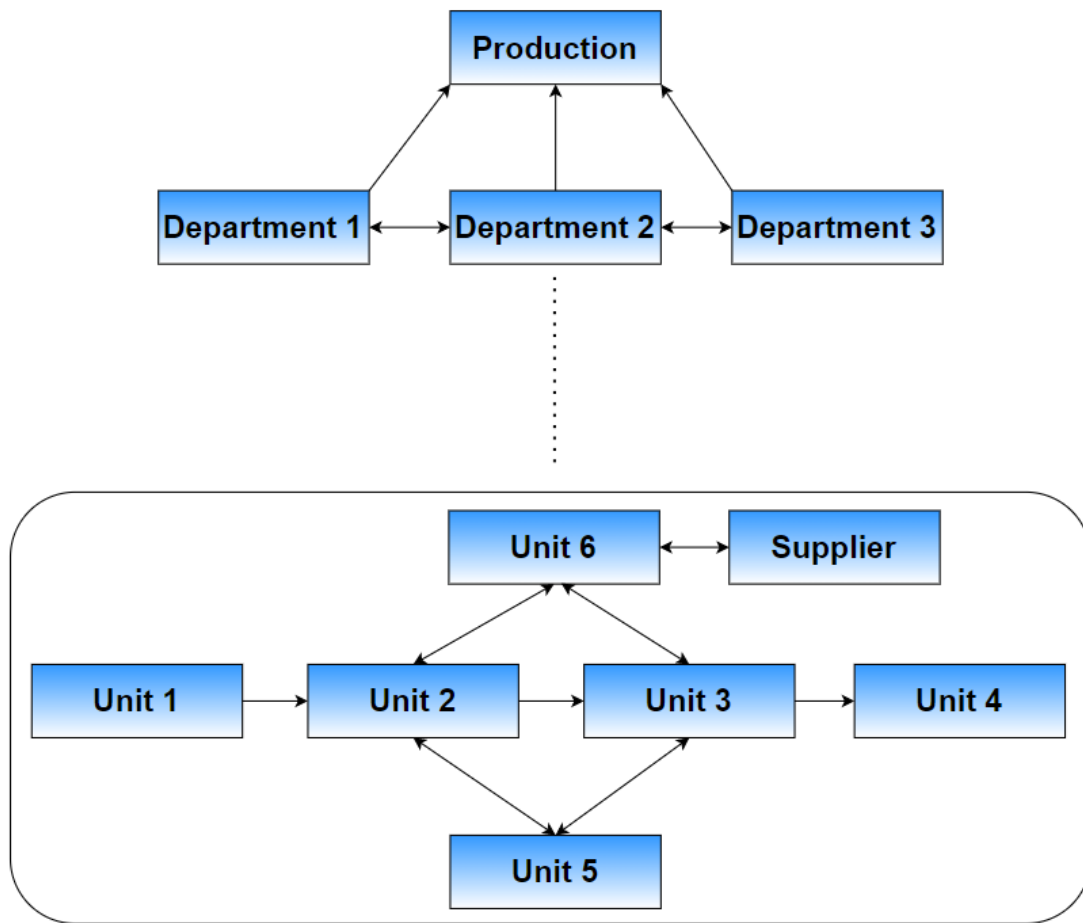 Production
Department 1
Department 2
Department 3
Unit 6
Supplier
Unit 1
Unit 2
Unit 3
Unit 4
Unit 5